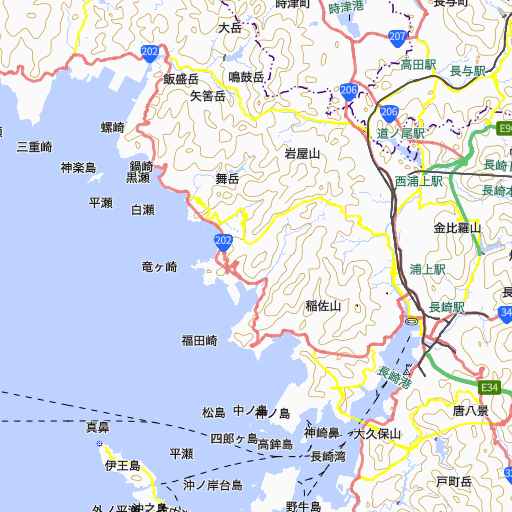 時津町
時津港
長与町
大岳
207
高田駅
202
長与駅
飯盛岳
鳴鼓岳
206
矢筈岳
206
螺崎
道ノ尾駅
三重崎
岩屋山
神楽島
鍋崎
黒瀬
舞岳
西浦上駅
平瀬
白瀬
金比羅山
202
竜ヶ崎
浦上駅
稲佐山
長崎駅
福田崎
長崎港
E34
松島
中ノ島
唐八景
真鼻
四郎ヶ島
高鉾島
神崎鼻
大久保山
平瀬
長崎湾
伊王島
沖ノ岸台島
戸町岳
野牛島